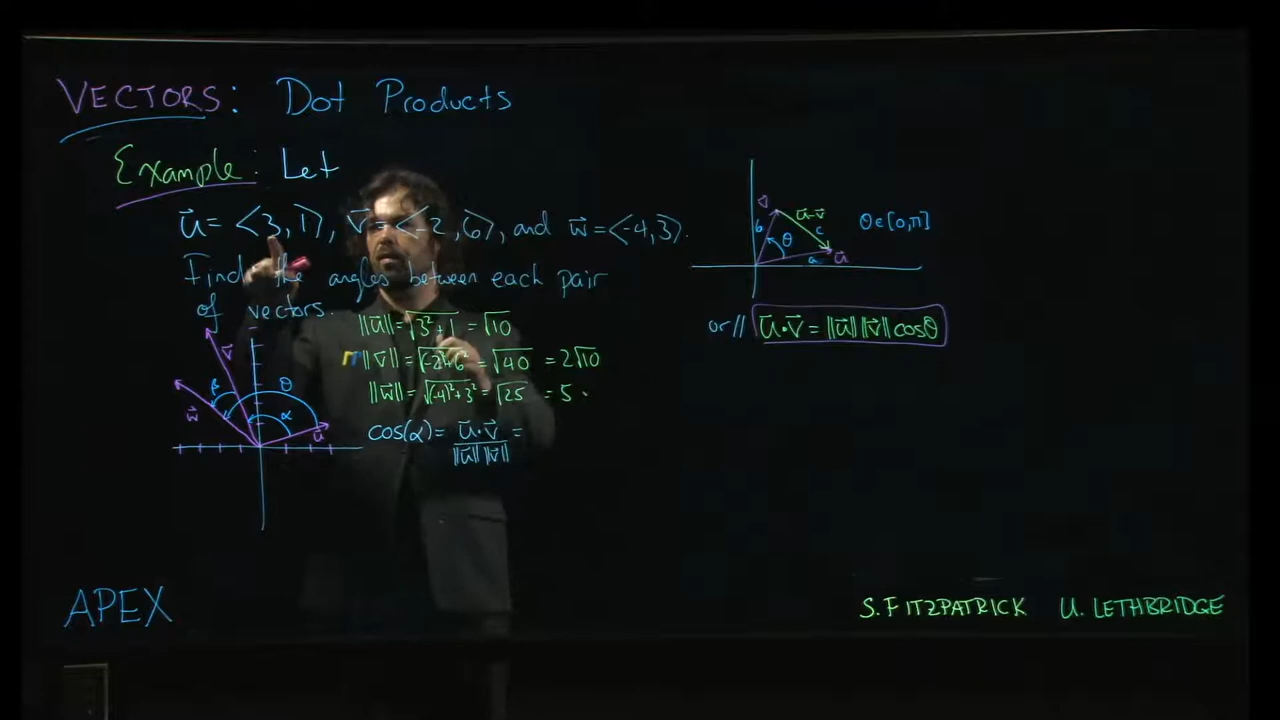 VECTORS: Dot Products
Example: Let
u⃗ = <3,1>, v⃗ = <-2,6>, and w⃗ = <-4,3>.
Find the angles between each pair
of vectors.
||u⃗|| = √(3²+1) = √10
||v⃗|| = √((-2)²+6²) = √40 = 2√10
||w⃗|| = √((-4)²+3²) = √25 = 5
cos(α) = u⃗·v⃗ / ||u⃗|| ||v⃗|| =
v⃗
β
θ
w⃗
α
u⃗
v⃗
u⃗-v⃗
θ∈[0,π]
b
c
θ
a
u⃗
or // u⃗·v⃗ = ||u⃗|| ||v⃗|| cosθ
APEX
S. FITZPATRICK U. LETHBRIDGE